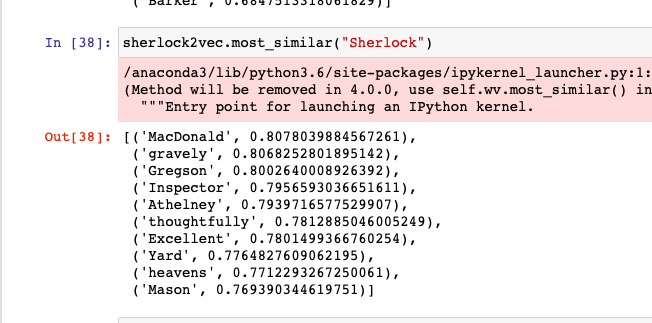 ('Barker', 0.6847513318061829)]
In [38]: sherlock2vec.most_similar("Sherlock")
/anaconda3/lib/python3.6/site-packages/ipykernel_launcher.py:1:
(Method will be removed in 4.0.0, use self.wv.most_similar() in
"""Entry point for launching an IPython kernel.
Out[38]: [('MacDonald', 0.8078039884567261),
('gravely', 0.8068252801895142),
('Gregson', 0.8002640008926392),
('Inspector', 0.7956593036651611),
('Athelney', 0.7939716577529907),
('thoughtfully', 0.7812885046005249),
('Excellent', 0.7801499366760254),
('Yard', 0.7764827609062195),
('heavens', 0.7712293267250061),
('Mason', 0.769390344619751)]